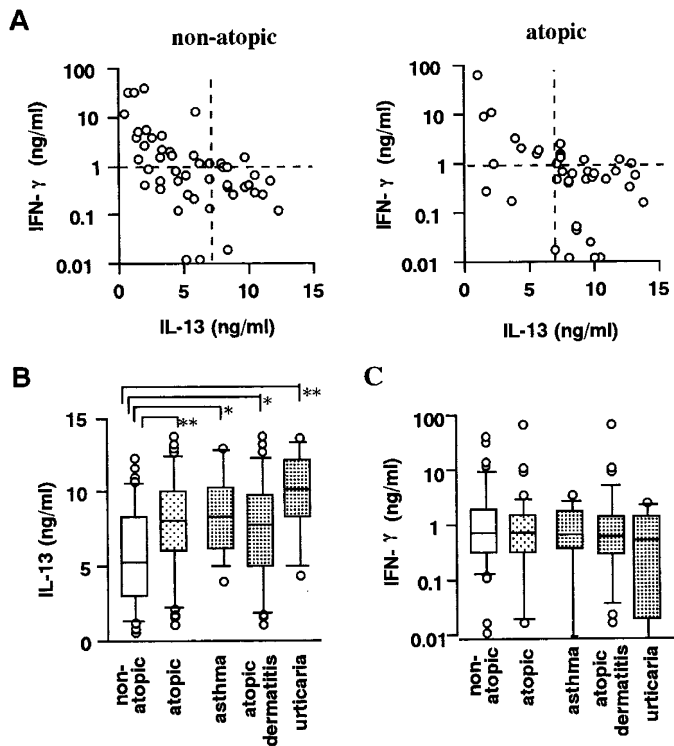 A
non-atopic
atopic
IFN- γ (ng/ml)
100
10
1
0.1
0.01
0 5 10 15
IL-13 (ng/ml)
IFN- γ (ng/ml)
100
10
1
0.1
0.01
0 5 10 15
IL-13 (ng/ml)
B
**
*
*
**
IL-13 (ng/ml)
15
10
5
0
non-
atopic
atopic
asthma
atopic
dermatitis
urticaria
C
IFN- γ (ng/ml)
100
10
1
0.1
0.01
non-
atopic
atopic
asthma
atopic
dermatitis
urticaria